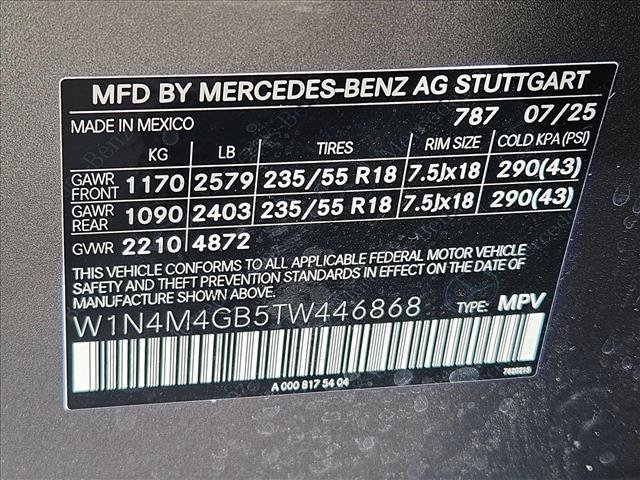 MFD BY MERCEDES-BENZ AG STUTTGART
MADE IN MEXICO 787 07/25
KG LB TIRES RIM SIZE COLD KPA (PSI)
GAWR FRONT 1170 2579 235/55 R18 7.5Jx18 290(43)
GAWR REAR 1090 2403 235/55 R18 7.5Jx18 290(43)
GVWR 2210 4872
THIS VEHICLE CONFORMS TO ALL APPLICABLE FEDERAL MOTOR VEHICLE
SAFETY AND THEFT PREVENTION STANDARDS IN EFFECT ON THE DATE
OF MANUFACTURE SHOWN ABOVE.
W1N4M4GB5TW446868 TYPE: MPV
A 000 817 54 04